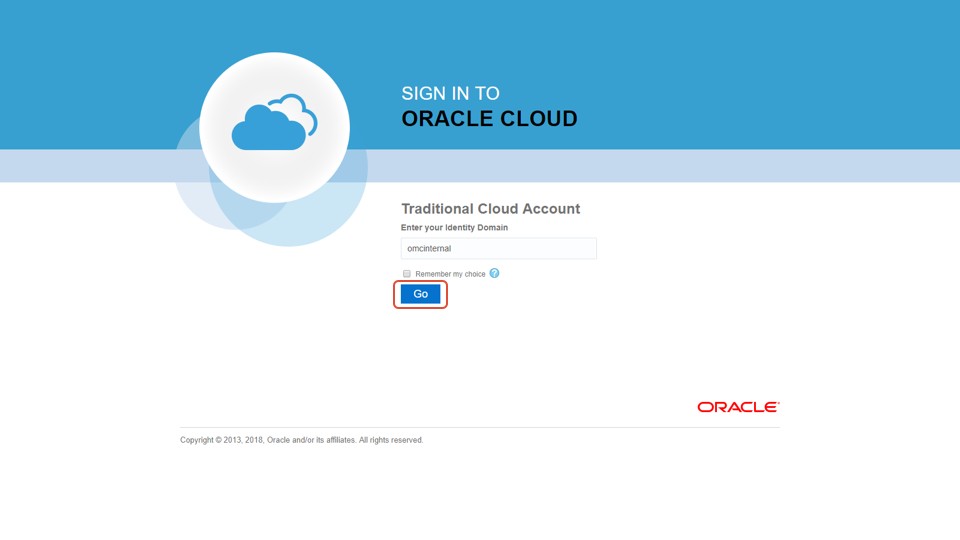 SIGN IN TO
ORACLE CLOUD
Traditional Cloud Account
Enter your Identity Domain
omcinternal
Remember my choice ?
Go
ORACLE
Copyright © 2013, 2018, Oracle and/or its affiliates. All rights reserved.